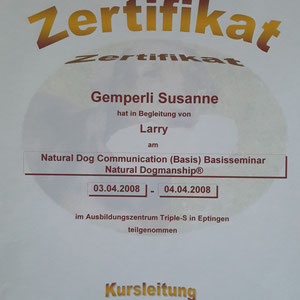 Zertifikat
Zertifikat
Gemperli Susanne
hat in Begleitung von
Larry
am
Natural Dog Communication (Basis) Basisseminar
Natural Dogmanship®
03.04.2008 - 04.04.2008
im Ausbildungszentrum Triple-S in Eptingen
teilgenommen
Kursleitung